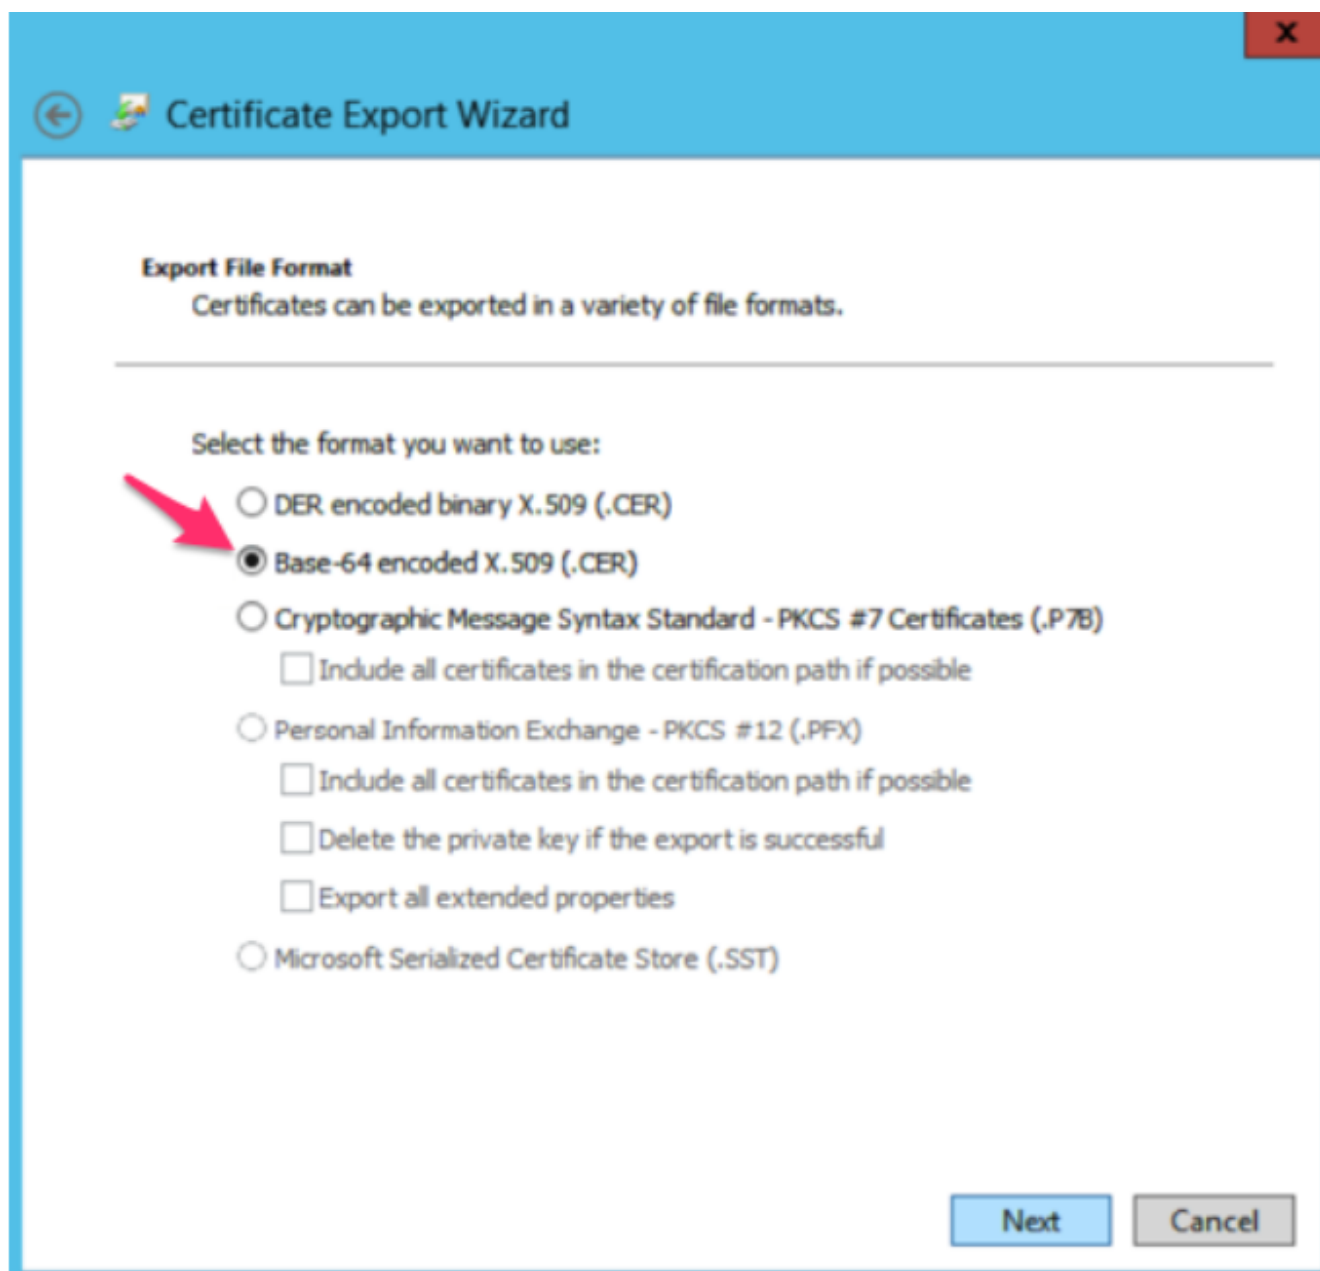 x
Certificate Export Wizard
Export File Format
Certificates can be exported in a variety of file formats.
Select the format you want to use:
DER encoded binary X.509 (.CER)
Base-64 encoded X.509 (.CER)
Cryptographic Message Syntax Standard - PKCS #7 Certificates (.P7B)
Include all certificates in the certification path if possible
Personal Information Exchange - PKCS #12 (.PFX)
Include all certificates in the certification path if possible
Delete the private key if the export is successful
Export all extended properties
Microsoft Serialized Certificate Store (.SST)
Next Cancel